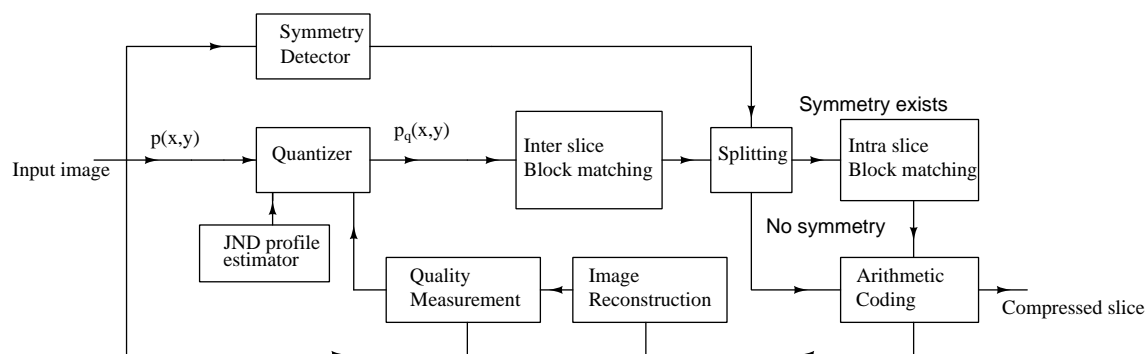 Symmetry
Detector
Symmetry exists
p(x,y)
p_q(x,y)
Input image
Quantizer
Inter slice
Block matching
Splitting
Intra slice
Block matching
No symmetry
JND profile
estimator
Quality
Measurement
Image
Reconstruction
Arithmetic
Coding
Compressed slice